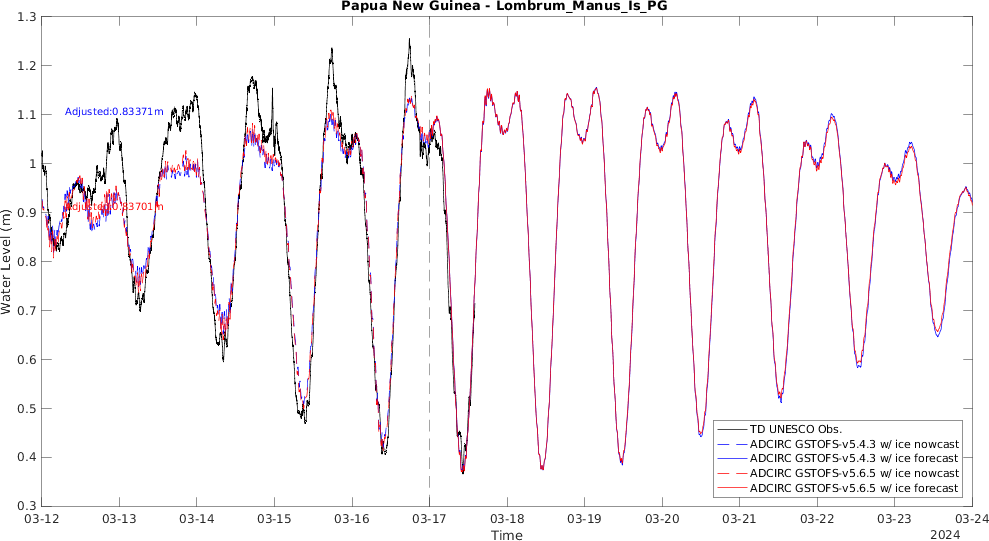 Papua New Guinea - Lombrum_Manus_Is_PG
1.3
1.2
1.1
1
0.9
0.8
0.7
0.6
0.5
0.4
0.3
Water Level (m)
Adjusted:0.83371m
Adjusted:0.83701m
TD UNESCO Obs.
ADCIRC GSTOFS-v5.4.3 w/ ice nowcast
ADCIRC GSTOFS-v5.4.3 w/ ice forecast
ADCIRC GSTOFS-v5.6.5 w/ ice nowcast
ADCIRC GSTOFS-v5.6.5 w/ ice forecast
03-12 03-13 03-14 03-15 03-16 03-17 03-18 03-19 03-20 03-21 03-22 03-23 03-24
Time
2024